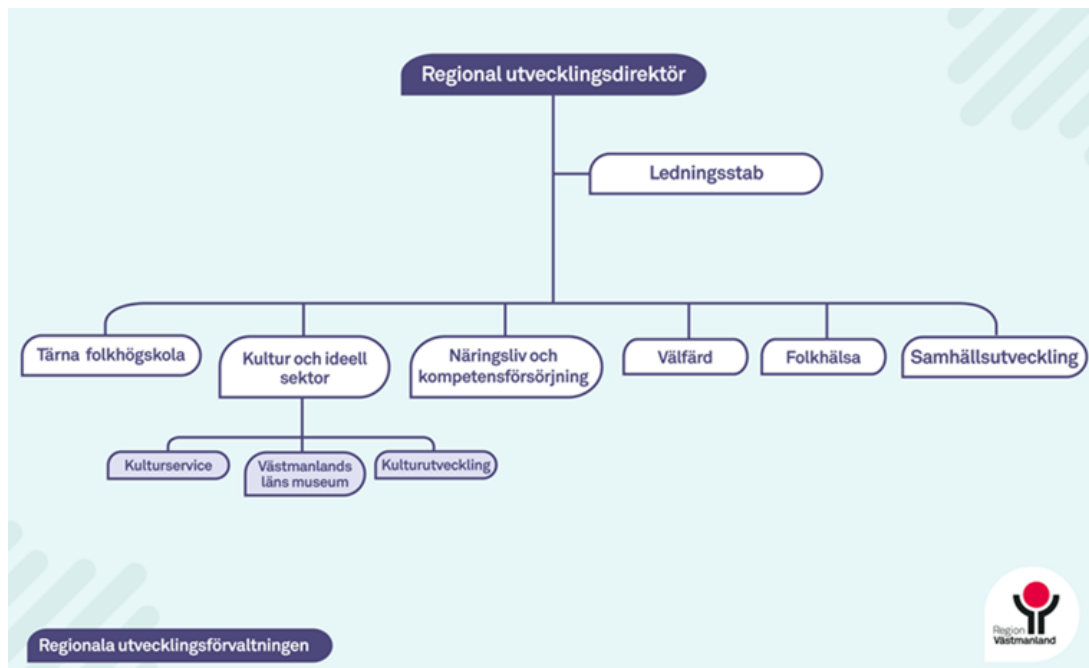 Regional utvecklingsdirektör
Ledningsstab
Tärna folkhögskola
Kultur och ideell
sektor
Näringsliv och
kompetensförsörjning
Välfärd
Folkhälsa
Samhällsutveckling
Kulturservice
Västmanlands
läns museum
Kulturutveckling
Regionala utvecklingsförvaltningen
Region
Västmanland